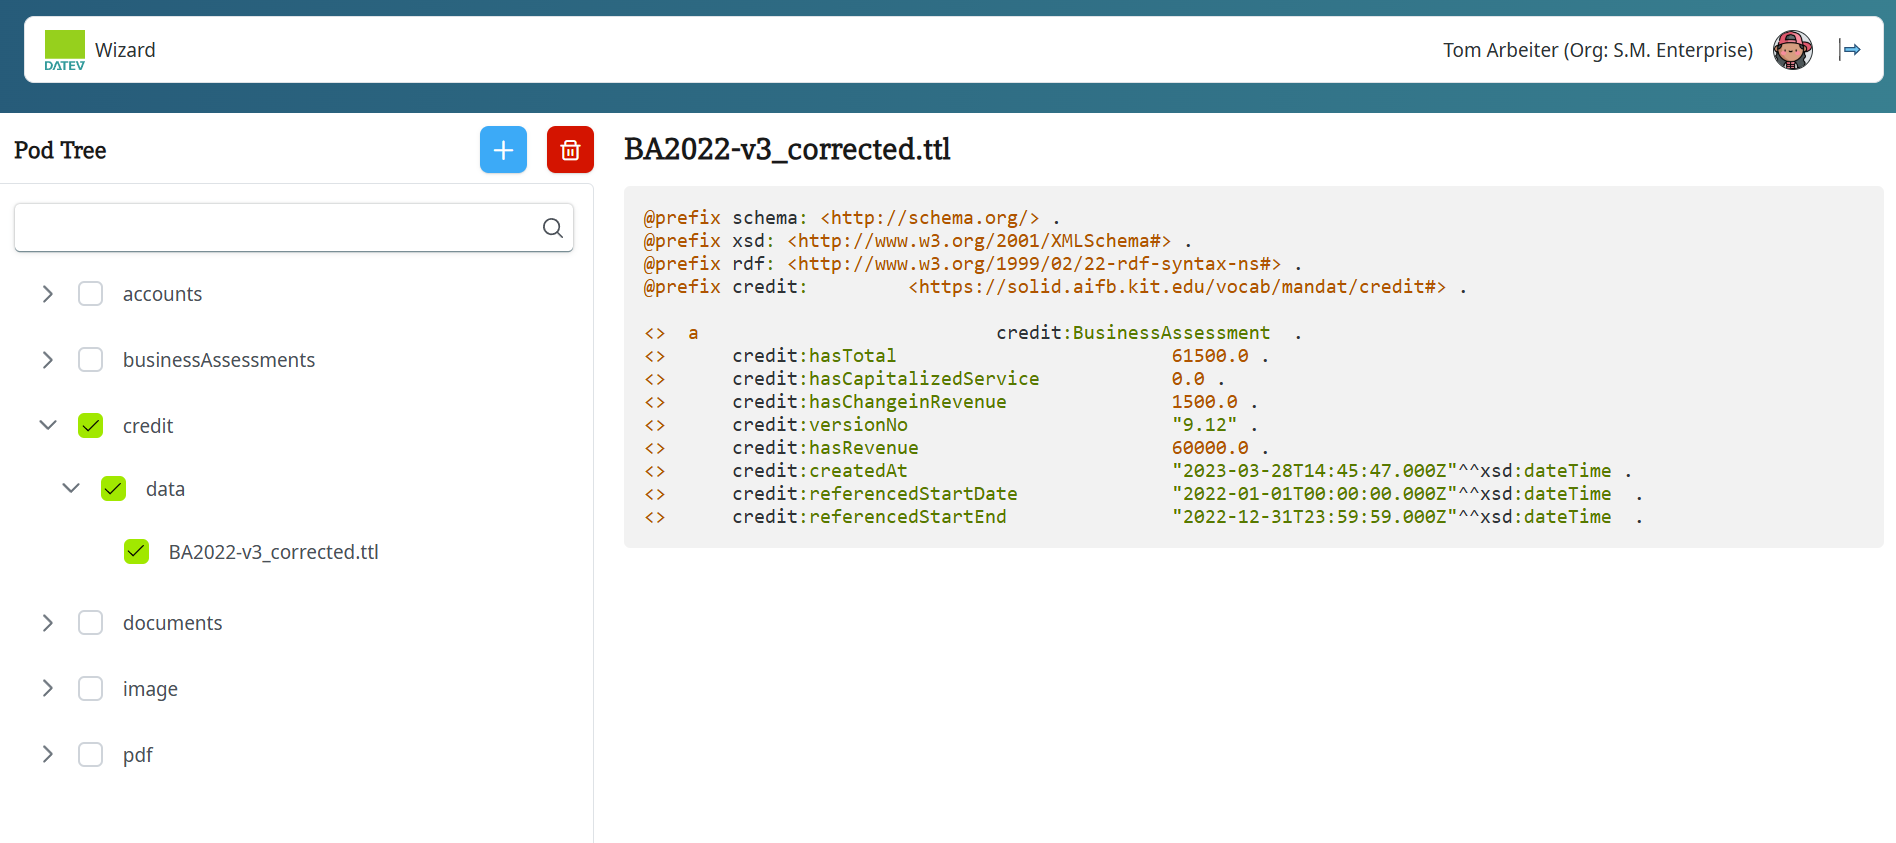 DATEV
Wizard
Tom Arbeiter (Org: S.M. Enterprise)
Pod Tree
accounts
businessAssessments
credit
data
BA2022-v3_corrected.ttl
documents
image
pdf
BA2022-v3_corrected.ttl
@prefix schema: <http://schema.org/> .
@prefix xsd: <http://www.w3.org/2001/XMLSchema#> .
@prefix rdf: <http://www.w3.org/1999/02/22-rdf-syntax-ns#> .
@prefix credit: <https://solid.aifb.kit.edu/vocab/mandat/credit#> .
<> a credit:BusinessAssessment .
<> credit:hasTotal 61500.0 .
<> credit:hasCapitalizedService 0.0 .
<> credit:hasChangeinRevenue 1500.0 .
<> credit:versionNo "9.12" .
<> credit:hasRevenue 60000.0 .
<> credit:createdAt "2023-03-28T14:45:47.000Z"^^xsd:dateTime .
<> credit:referencedStartDate "2022-01-01T00:00:00.000Z"^^xsd:dateTime .
<> credit:referencedStartEnd "2022-12-31T23:59:59.000Z"^^xsd:dateTime .